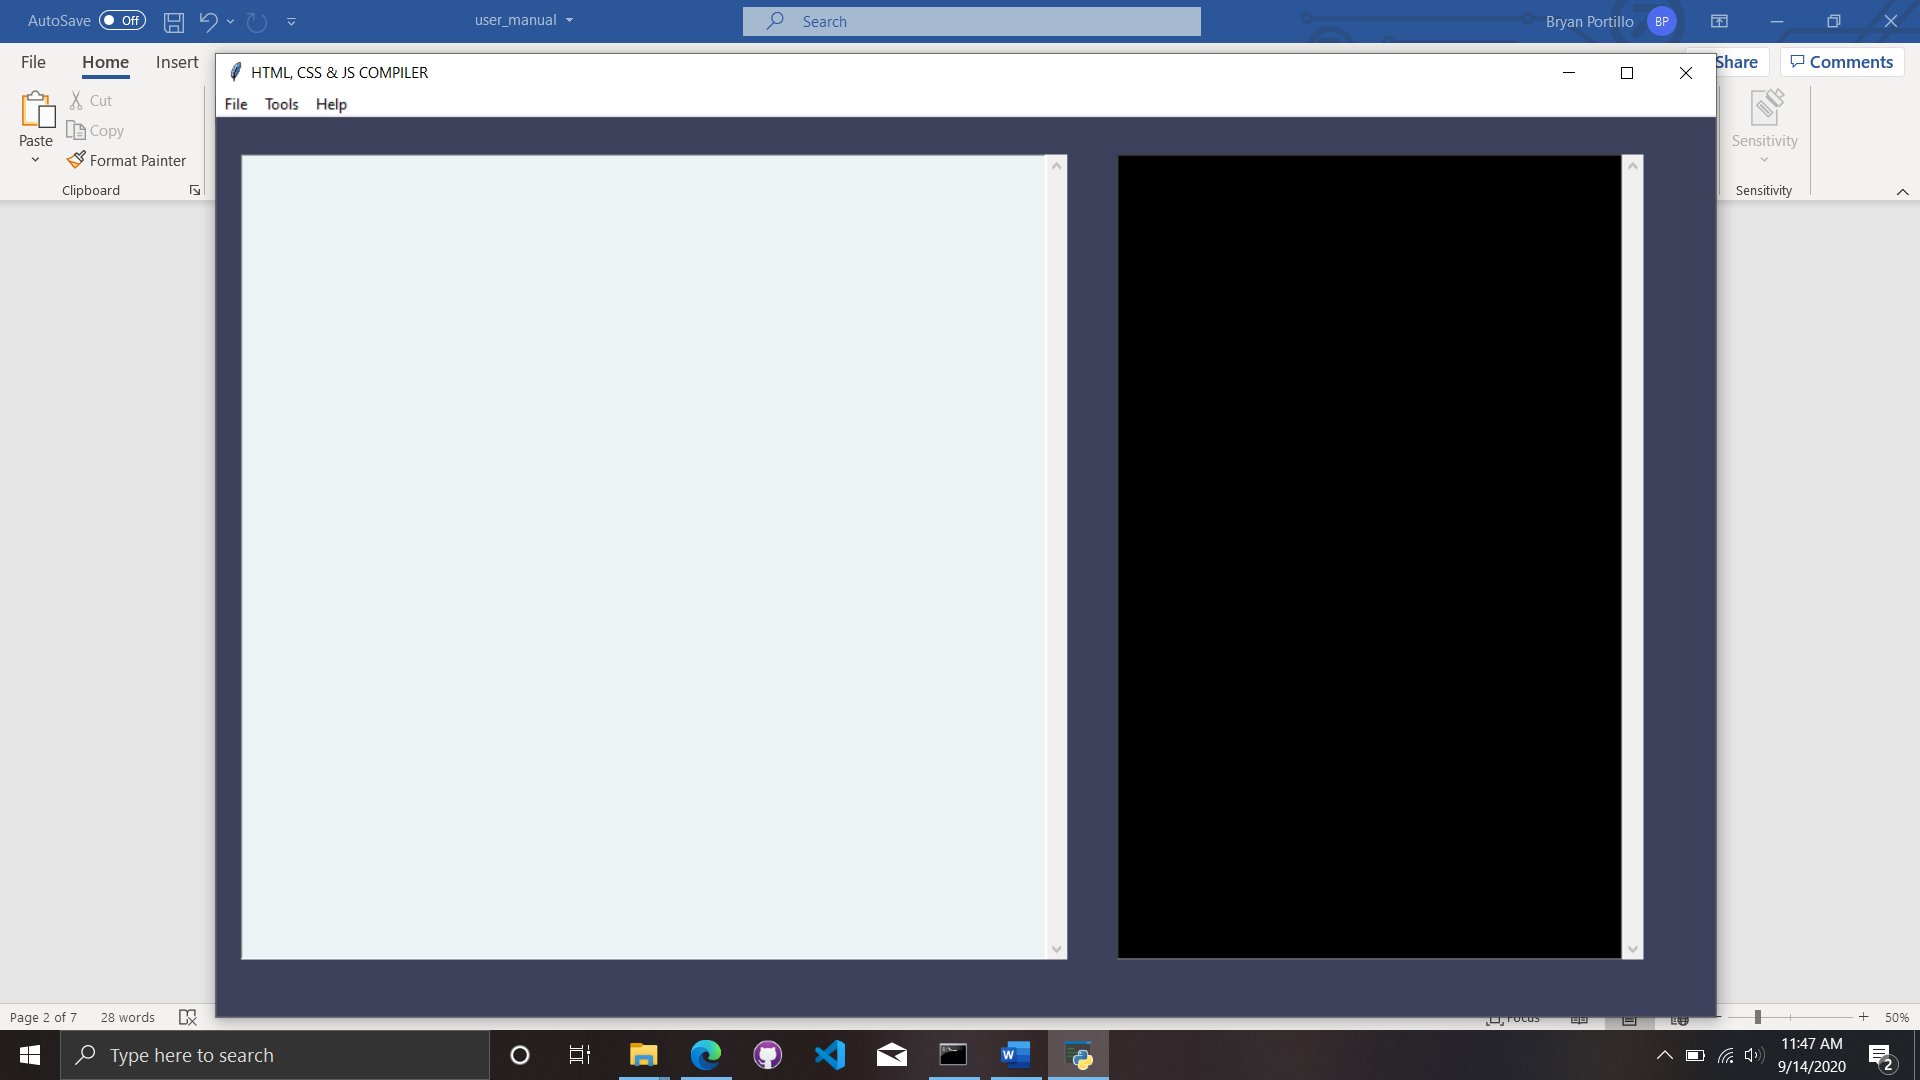 AutoSave Off user_manual Search Bryan Portillo BP
File Home Insert Share Comments
HTML, CSS & JS COMPILER
File Tools Help
Cut
Copy
Paste
Format Painter
Clipboard
Sensitivity
Sensitivity
Page 2 of 7 28 words Focus 50%
Type here to search
W
11:47 AM
9/14/2020
2